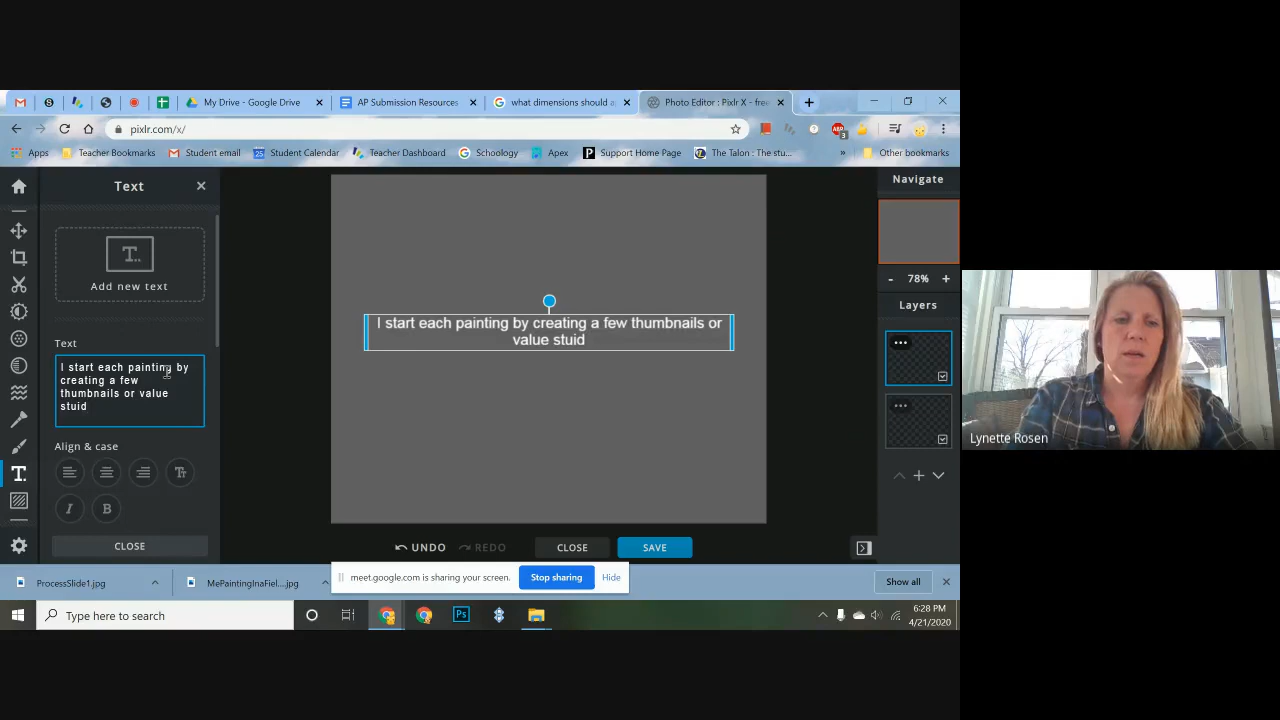 My Drive - Google Drive
AP Submission Resources
what dimensions should a
Photo Editor : Pixlr X - free
pixlr.com/x/
ABP
3
Apps
Teacher Bookmarks
Student email
25
Student Calendar
Teacher Dashboard
Schoology
Apex
Support Home Page
The Talon : The stu...
»
Other bookmarks
Text
T..
Add new text
Text
I start each painting by
creating a few
thumbnails or value
stuid
Align & case
I
B
CLOSE
T.
I start each painting by creating a few thumbnails or
value stuid
UNDO
REDO
CLOSE
SAVE
Navigate
- 78% +
Layers
Lynette Rosen
ProcessSlide1.jpg
MePaintingInaFiel....jpg
meet.google.com is sharing your screen.
Stop sharing
Hide
Show all
Type here to search
Ps
6:28 PM
4/21/2020